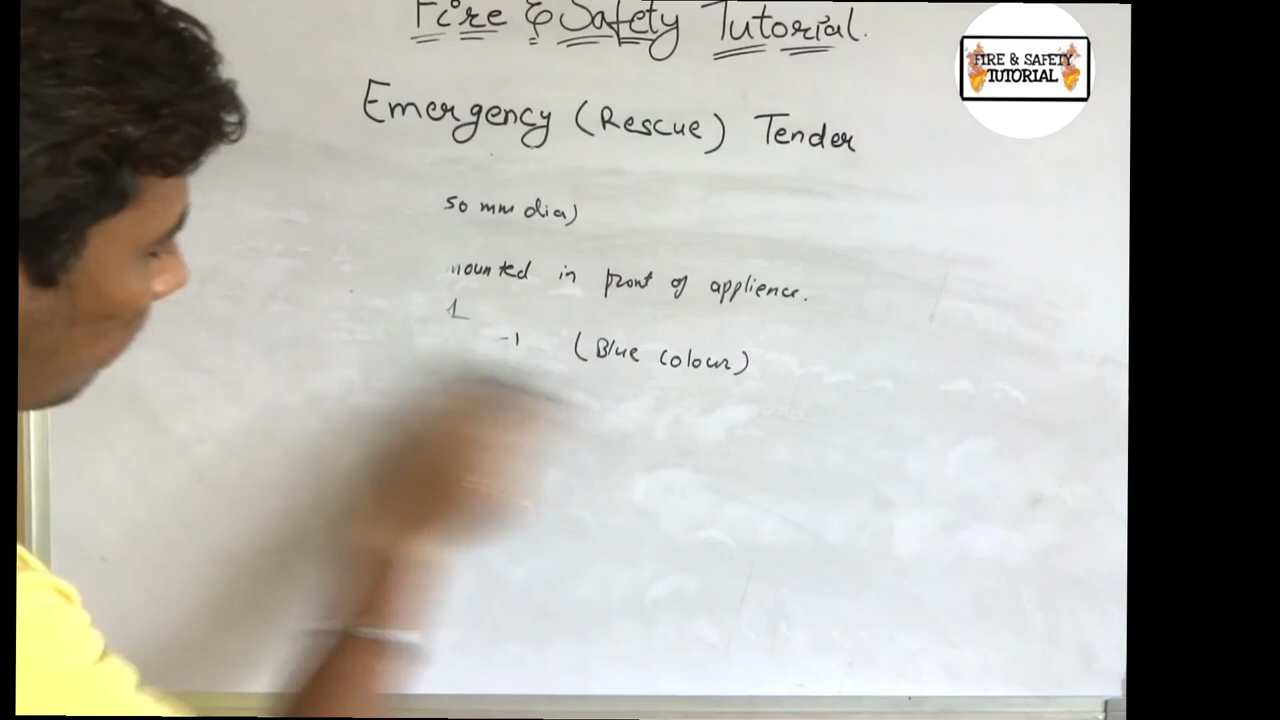 Fire & Safety Tutorial.
FIRE & SAFETY
TUTORIAL
Emergency (Rescue) Tender
50 mm dia)
mounted in front of applience.
-1 (Blue Colour)